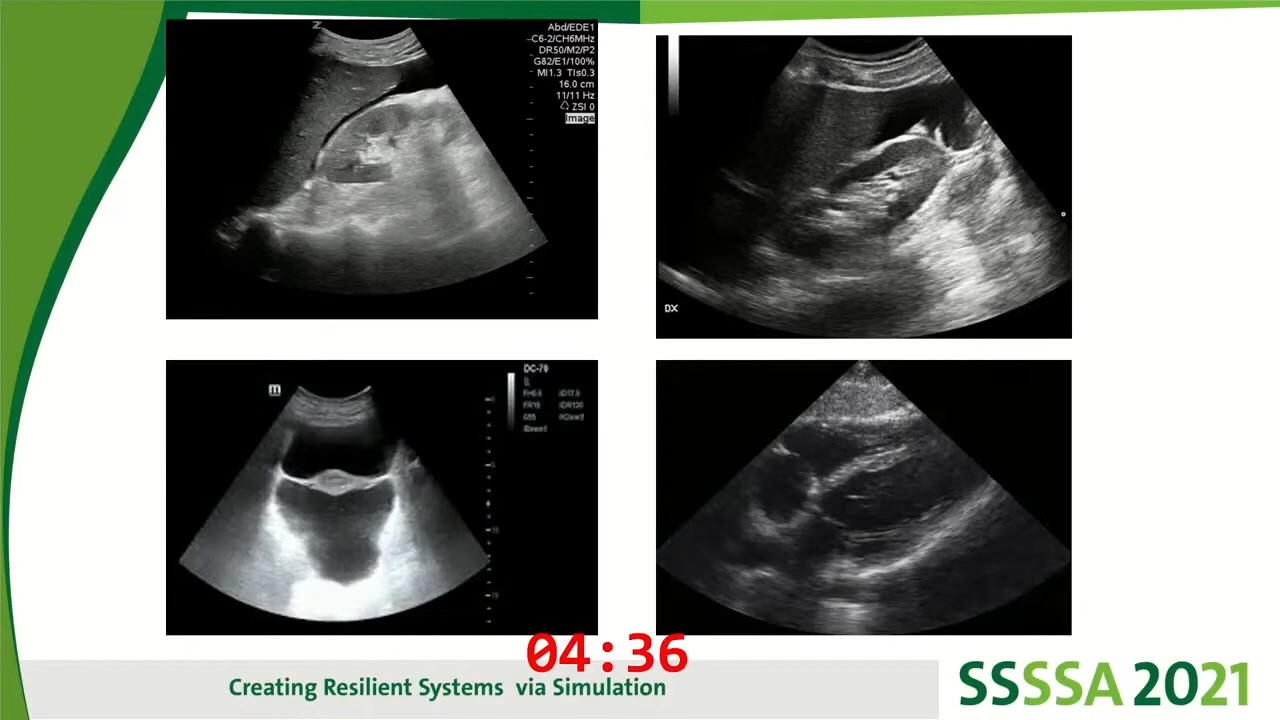 Z
Abd/EDE1
-C6-2/CH6MHz
DR50/M2/P2
G82/E1/100%
MI1.3 TIs0.3
16.0 cm
11/11 Hz
ZSI 0
Image
DX
m
DC-70
04:36
Creating Resilient Systems via Simulation
SSSSA 2021